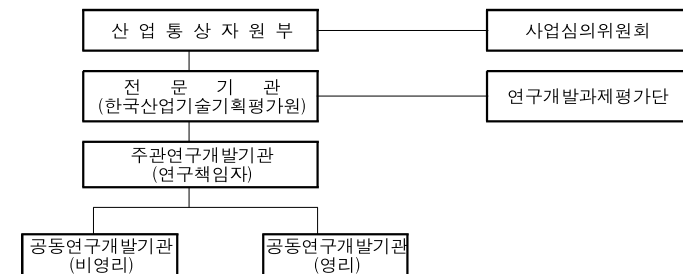 산 업 통 상 자 원 부
사업심의위원회
전 문 기 관
(한국산업기술기획평가원)
연구개발과제평가단
주관연구개발기관
(연구책임자)
공동연구개발기관
(비영리)
공동연구개발기관
(영리)